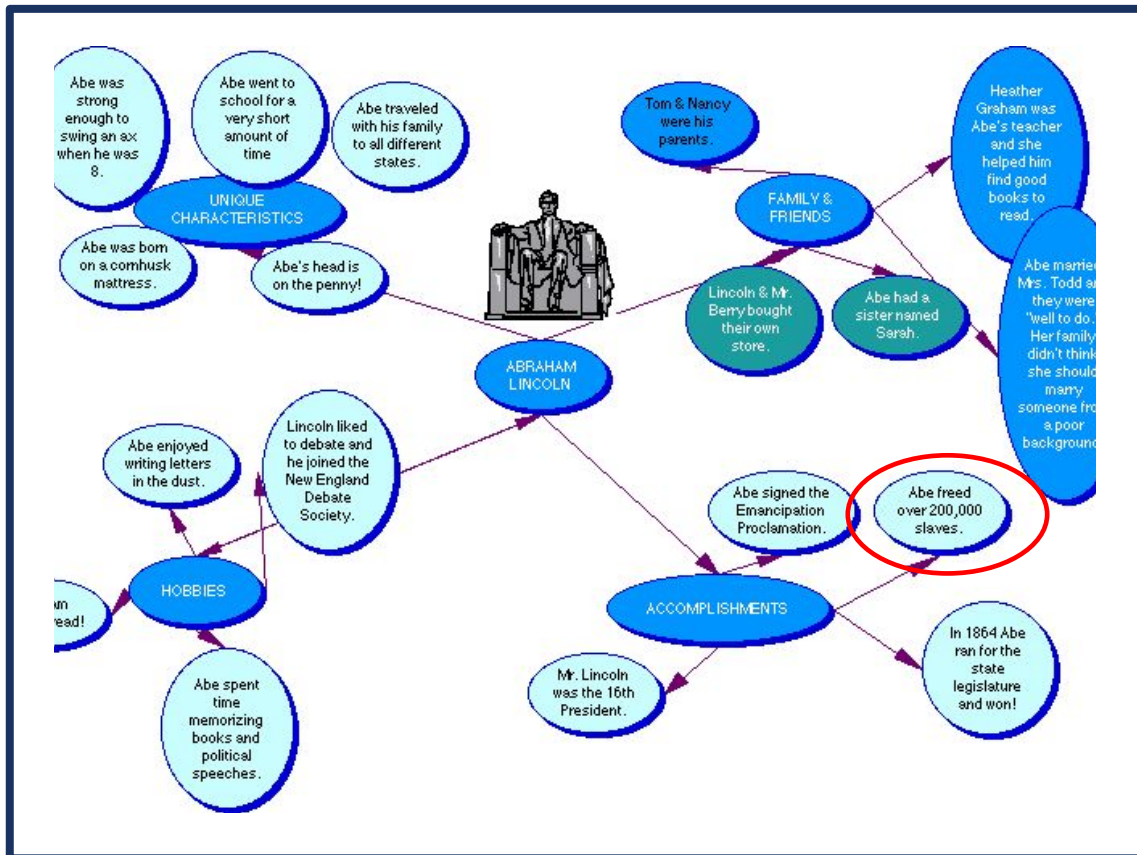 Abe was
strong
enough to
swing an ax
when he was
8.
Abe went to
school for a
very short
amount of
time
Abe traveled
with his family
to all different
states.
UNIQUE
CHARACTERISTICS
Abe was born
on a cornhusk
mattress.
Abe's head is
on the penny!
Tom & Nancy
were his
parents.
Heather
Graham was
Abe's teacher
and she
helped him
find good
books to
read.
FAMILY &
FRIENDS
Lincoln & Mr.
Berry bought
their own
store.
Abe had a
sister named
Sarah.
Abe married
Mrs. Todd
they were
"well to do."
Her family
didn't think
she should
marry
someone
a poor
background
ABRAHAM
LINCOLN
Abe enjoyed
writing letters
in the dust.
Lincoln liked
to debate and
he joined the
New England
Debate
Society.
HOBBIES
Abe spent
time
memorizing
books and
political
speeches.
Abe signed the
Emancipation
Proclamation.
Abe freed
over 200,000
slaves.
ACCOMPLISHMENTS
Mr. Lincoln
was the 16th
President.
In 1864 Abe
ran for the
state
legislature
and won!